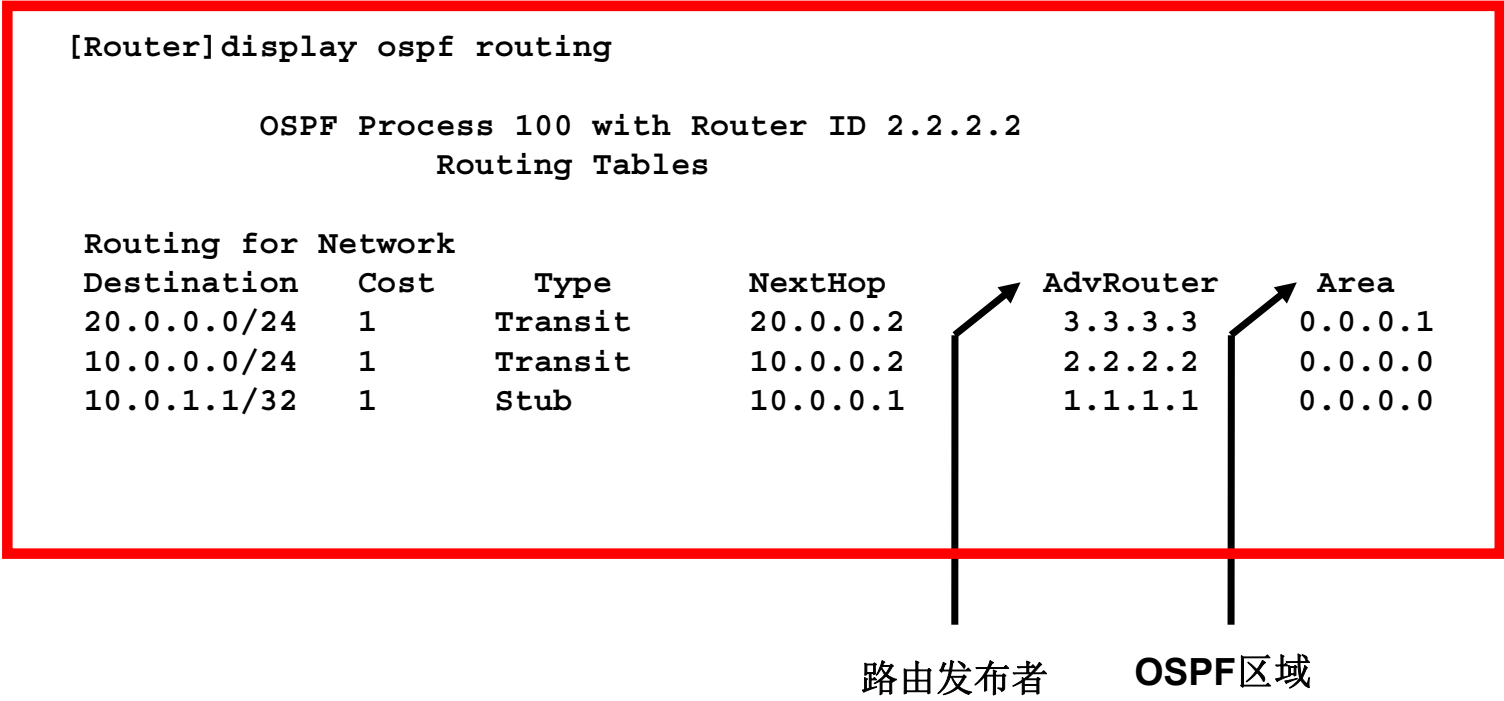 [Router]display ospf routing
OSPF Process 100 with Router ID 2.2.2.2
Routing Tables
Routing for Network
Destination Cost Type NextHop AdvRouter Area
20.0.0.0/24 1 Transit 20.0.0.2 3.3.3.3 0.0.0.1
10.0.0.0/24 1 Transit 10.0.0.2 2.2.2.2 0.0.0.0
10.0.1.1/32 1 Stub 10.0.0.1 1.1.1.1 0.0.0.0
路由发布者 OSPF区域